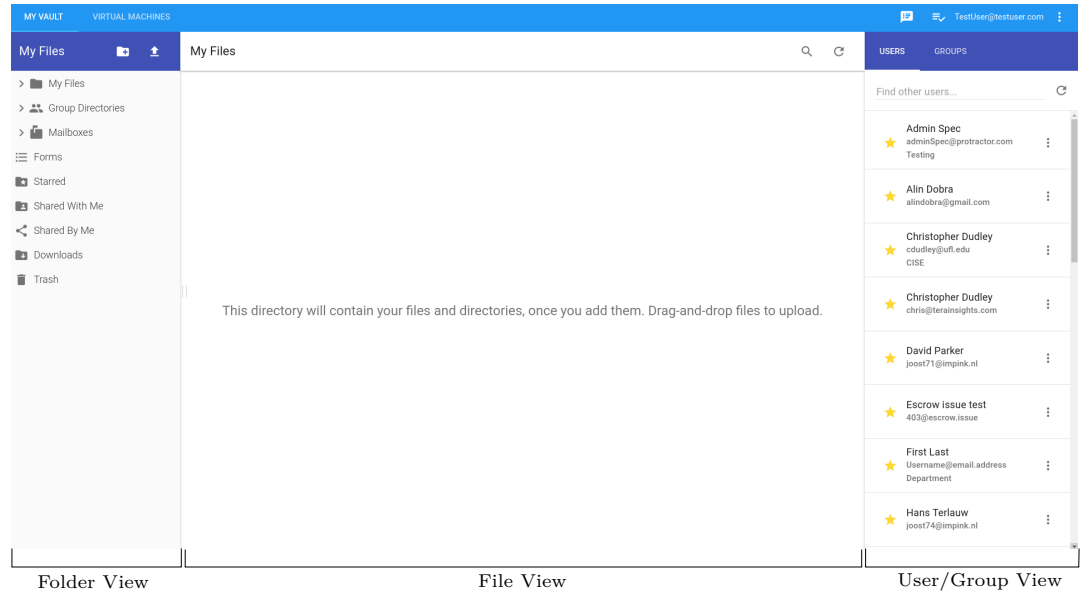 MY VAULT VIRTUAL MACHINES TestUser@testuser.com
My Files
My Files
USERS GROUPS
My Files
Group Directories
Mailboxes
Forms
Starred
Shared With Me
Shared By Me
Downloads
Trash
This directory will contain your files and directories, once you add them. Drag-and-drop files to upload.
Find other users...
Admin Spec
adminSpec@protractor.com
Testing
Alin Dobra
alindobra@gmail.com
Christopher Dudley
cdudley@ufl.edu
CISE
Christopher Dudley
chris@terainsights.com
David Parker
joost71@impink.nl
Escrow issue test
403@escrow.issue
First Last
Username@email.address
Department
Hans Terlauw
joost74@impink.nl
Folder View
File View
User/Group View